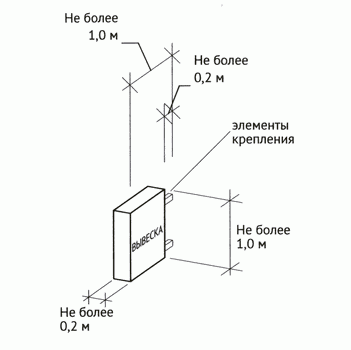 Не более
1,0 м
Не более
0,2 м
элементы
крепления
ВЫВЕСКА
Не более
1,0 м
Не более
0,2 м